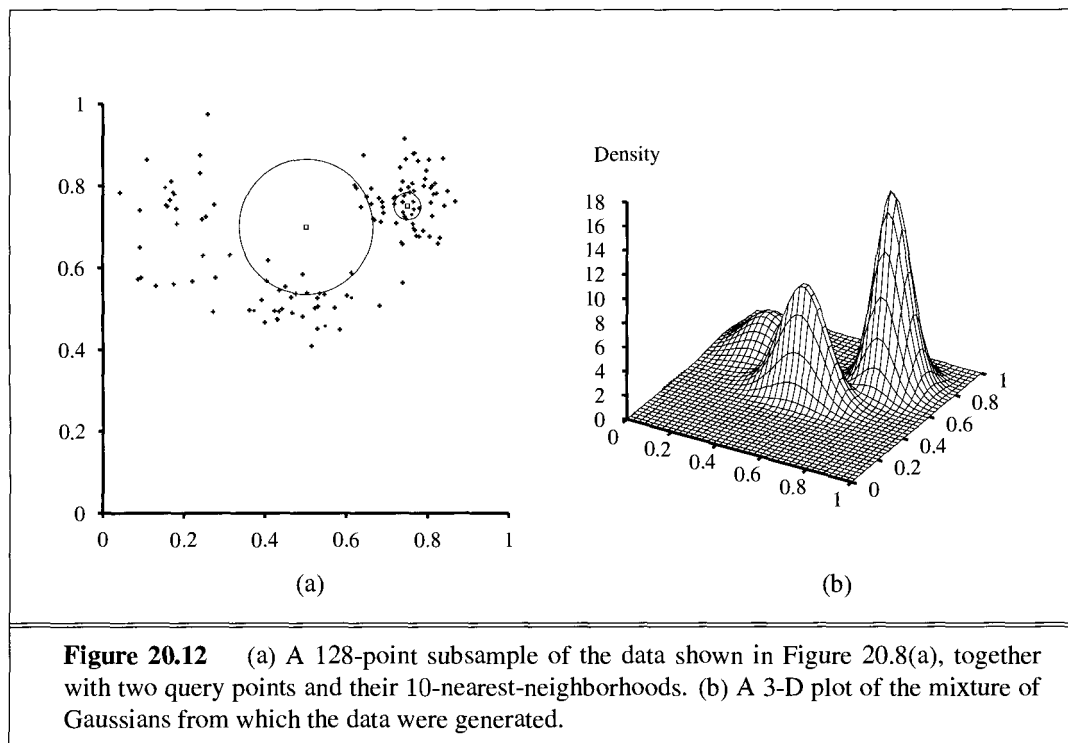 1
0.8
0.6
0.4
0.2
0
0 0.2 0.4 0.6 0.8 1
(a)
Density
18
16
14
12
10
8
6
4
2
0
0 0.2 0.4 0.6 0.8 1
0 0.2 0.4 0.6 0.8 1
(b)
Figure 20.12 (a) A 128-point subsample of the data shown in Figure 20.8(a), together
with two query points and their 10-nearest-neighborhoods. (b) A 3-D plot of the mixture of
Gaussians from which the data were generated.